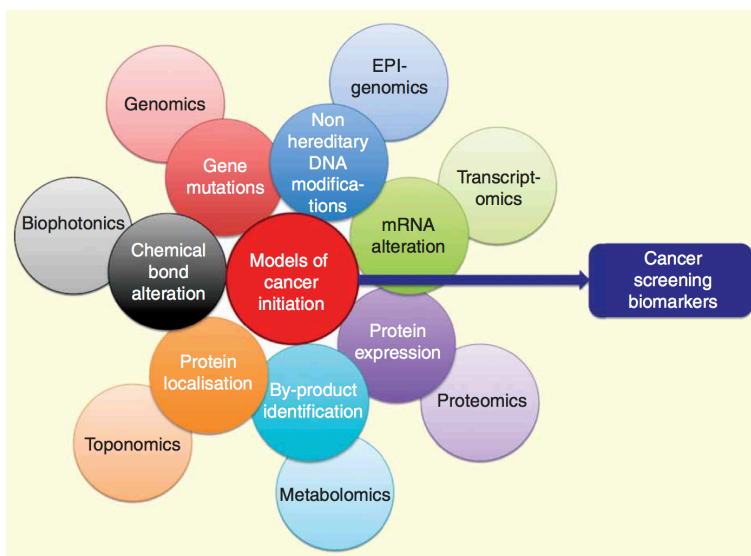 EPI-
genomics
Genomics
Non
hereditary
DNA
modifica-
tions
Gene
mutations
Transcript-
omics
mRNA
alteration
Biophotonics
Chemical
bond
alteration
Models of
cancer
initiation
Cancer
screening
biomarkers
Protein
expression
Protein
localisation
By-product
identification
Proteomics
Toponomics
Metabolomics